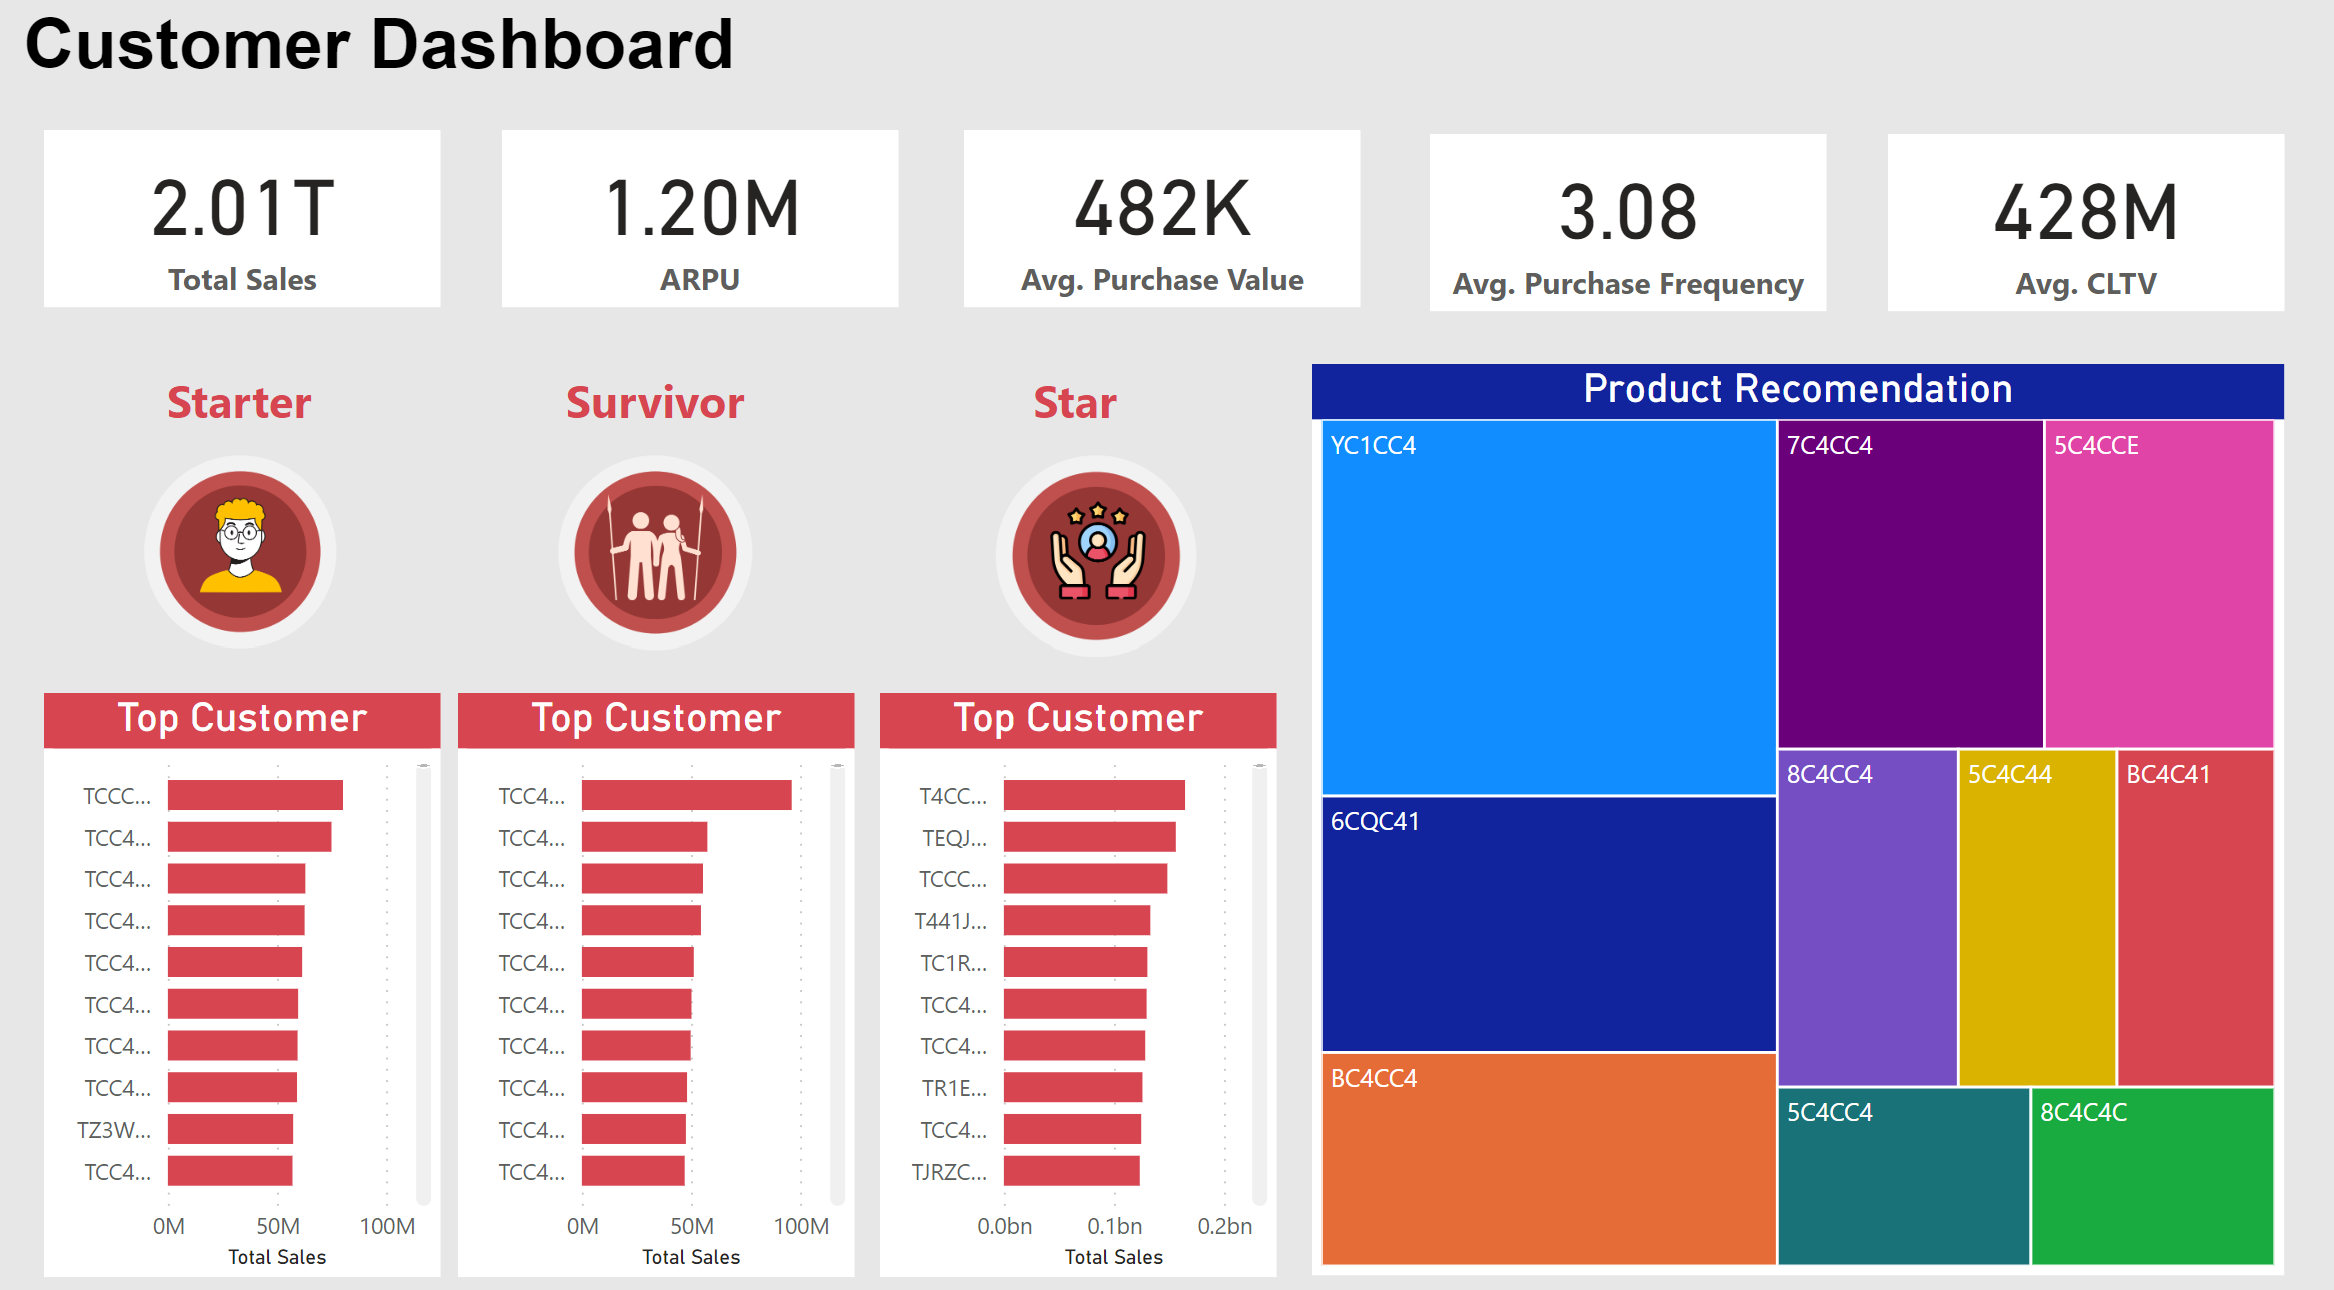 Customer Dashboard
2.01T
Total Sales
1.20M
ARPU
482K
Avg. Purchase Value
3.08
Avg. Purchase Frequency
428M
Avg. CLTV
Starter
Survivor
Star
Top Customer
TCCC...
TCC4...
TCC4...
TCC4...
TCC4...
TCC4...
TCC4...
TCC4...
TZ3W...
TCC4...
0M 50M 100M
Total Sales
Top Customer
TCC4...
TCC4...
TCC4...
TCC4...
TCC4...
TCC4...
TCC4...
TCC4...
TCC4...
TCC4...
0M 50M 100M
Total Sales
Top Customer
T4CC...
TEQJ...
TCCC...
T441J...
TC1R...
TCC4...
TCC4...
TR1E...
TCC4...
TJRZC...
0.0bn 0.1bn 0.2bn
Total Sales
Product Recomendation
YC1CC4
6CQC41
BC4CC4
7C4CC4
5C4CCE
8C4CC4
5C4C44
BC4C41
5C4CC4
8C4C4C